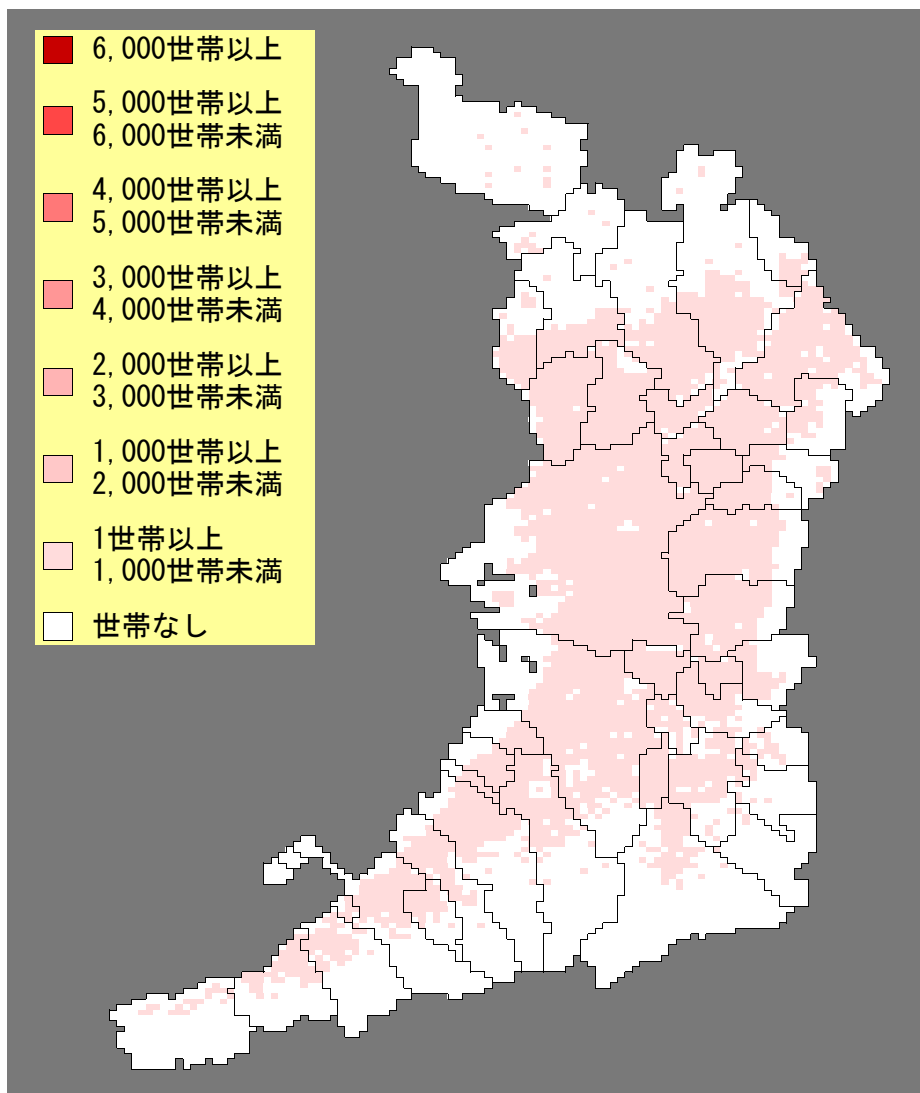 6,000世帯以上
5,000世帯以上
6,000世帯未満
4,000世帯以上
5,000世帯未満
3,000世帯以上
4,000世帯未満
2,000世帯以上
3,000世帯未満
1,000世帯以上
2,000世帯未満
1世帯以上
1,000世帯未満
世帯なし